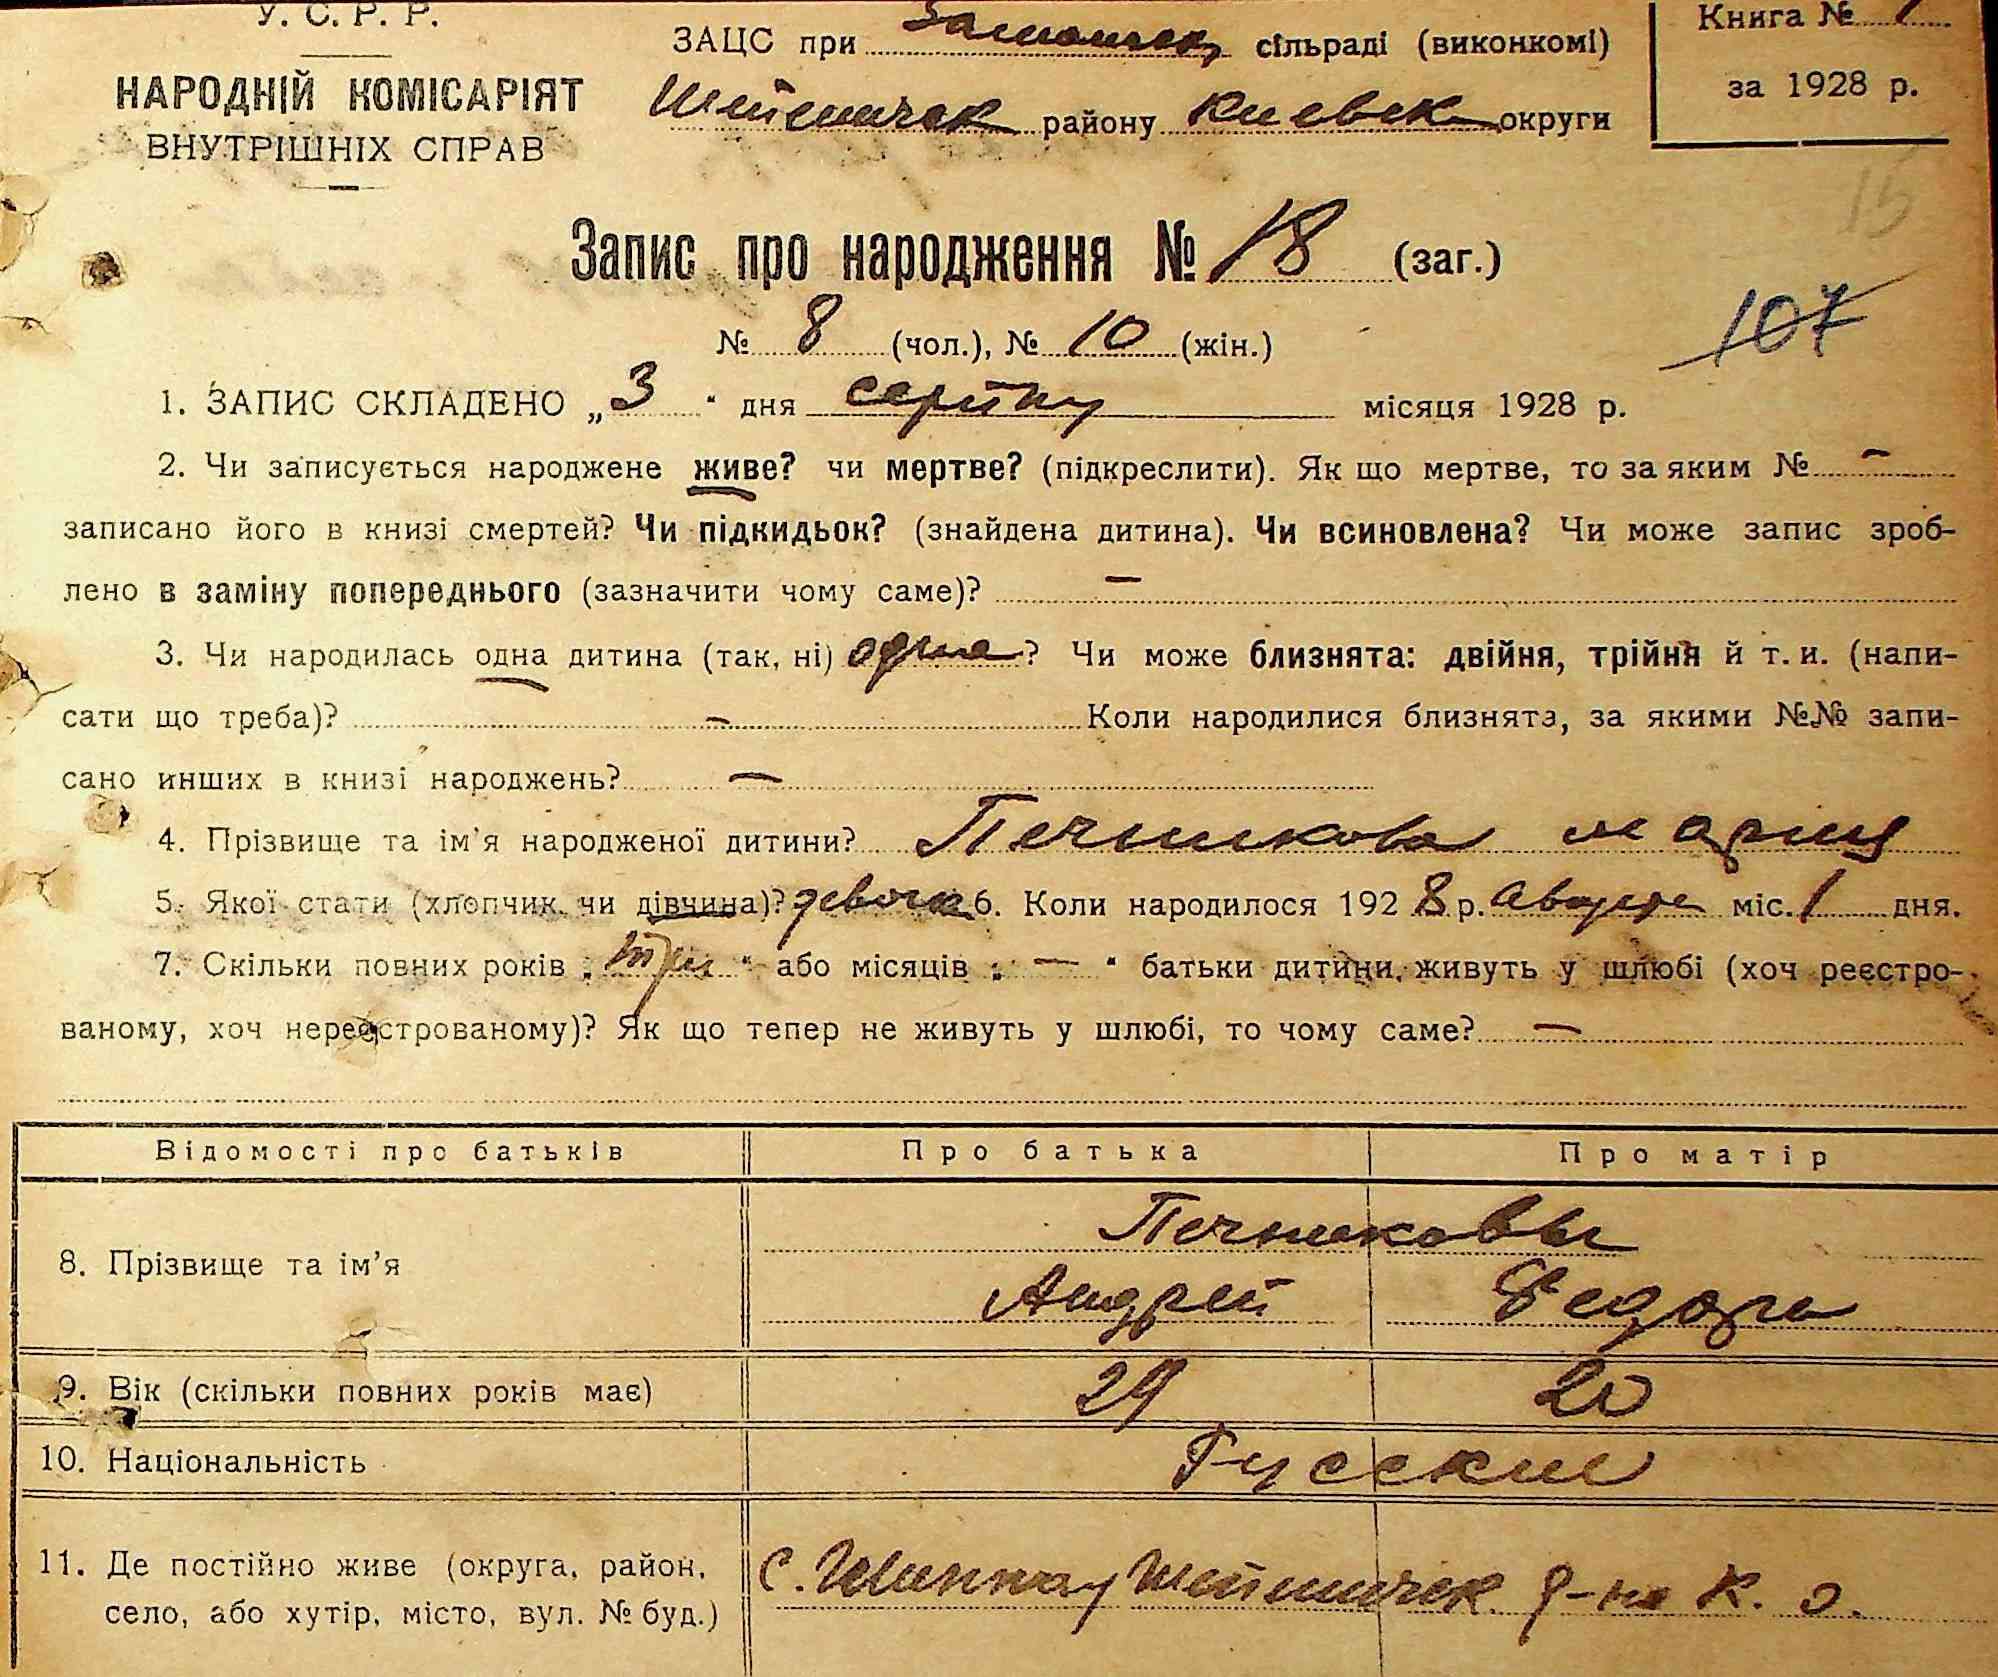 У. С. Р. Р.
НАРОДНІЙ КОМІСАРІЯТ
ВНУТРІШНІХ СПРАВ
ЗАЦС при сільраді (виконкомі)
району Киевск округи
Книга №
за 1928 р.
15
Запис про народження № 18 (заг.)
107
№ 8 (чол.), № 10 (жін.)
1. ЗАПИС СКЛАДЕНО „3“ дня серпну місяця 1928 р.
2. Чи записується народжене живе? чи мертве? (підкреслити). Як що мертве, то за яким № –
записано його в книзі смертей? Чи підкидьок? (знайдена дитина). Чи всиновлена? Чи може запис зроб-
лено в заміну попереднього (зазначити чому саме)? –
3. Чи народилась одна дитина (так, ні) одна? Чи може близнята: двійня, трійня й т. и. (напи-
сати що треба)? – Коли народилися близнята, за якими №№ запи-
сано инших в книзі народжень? –
4. Прізвище та ім'я народженої дитини? Печникова Мария
5. Якої стати (хлопчик чи дівчина)? девочка 6. Коли народилося 1928 р. Августа міс. 1 дня.
7. Скільки повних років „три“ або місяців „–“ батьки дитини живуть у шлюбі (хоч реєстро-
ваному, хоч нереєстрованому)? Як що тепер не живуть у шлюбі, то чому саме? –
Відомості про батьків Про батька Про матір
8. Прізвище та ім'я
Печниковы
Андрей Федора
9. Вік (скільки повних років має) 29 20
10. Національність Русские
11. Де постійно живе (округа, район,
село, або хутір, місто, вул. № буд.)
с. р-на К. о.